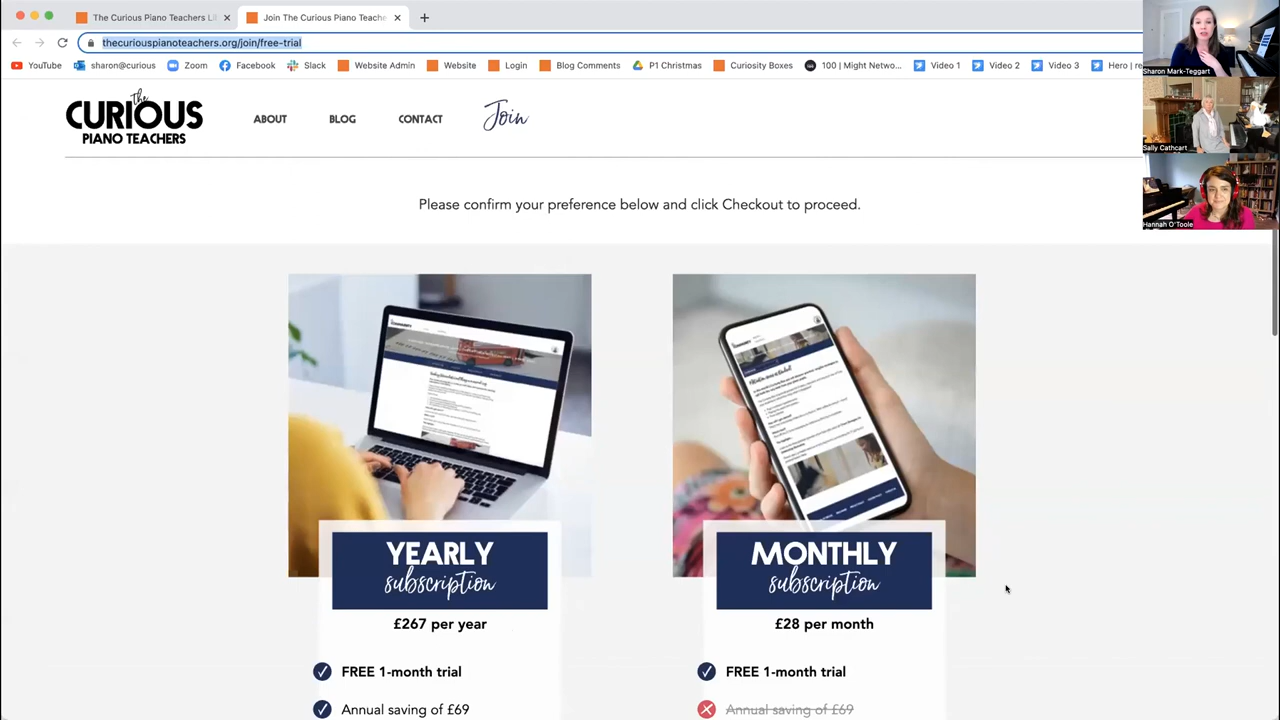 The Curious Piano Teachers Li
Join The Curious Piano Teache
thecuriouspianoteachers.org/join/free-trial
YouTube
sharon@curious
Zoom
Facebook
Slack
Website Admin
Website
Login
Blog Comments
P1 Christmas
Curiosity Boxes
100 | Might Netwo...
Video 1
Video 2
Video 3
Hero | re
Sharon Mark-Teggart
Sally Cathcart
Hannah O'Toole
the
CURIOUS
PIANO TEACHERS
ABOUT
BLOG
CONTACT
Join
Please confirm your preference below and click Checkout to proceed.
YEARLY
subscription
£267 per year
FREE 1-month trial
Annual saving of £69
MONTHLY
subscription
£28 per month
FREE 1-month trial
Annual saving of £69